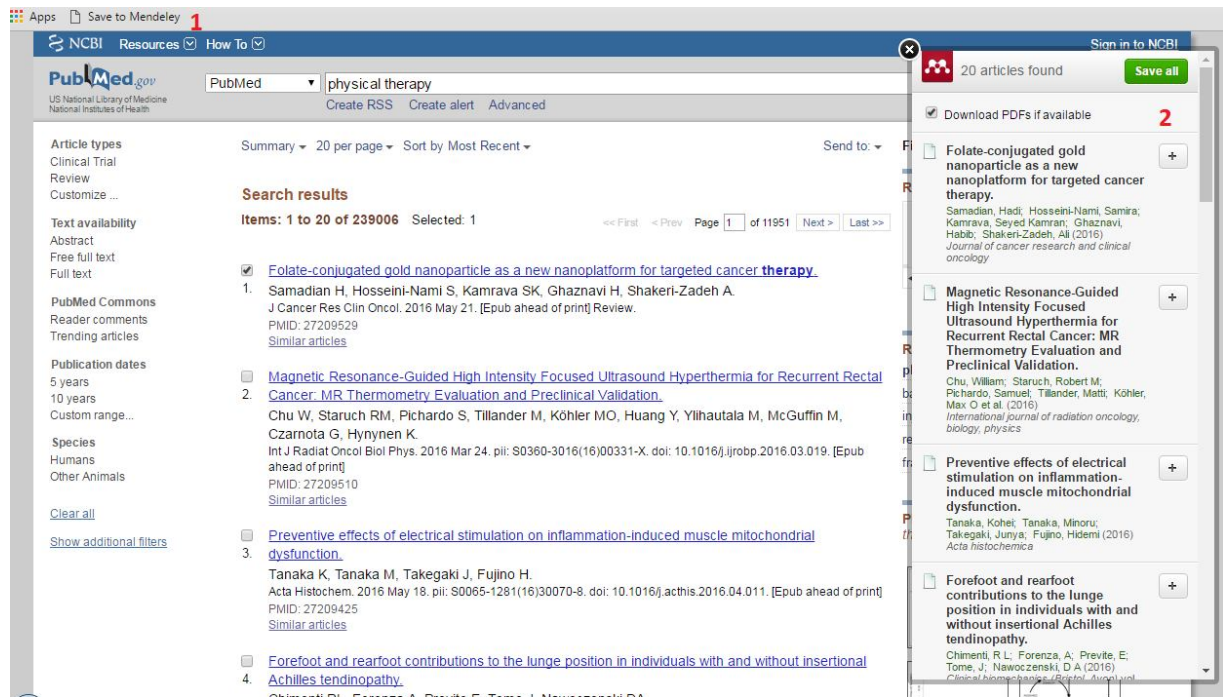 Apps Save to Mendeley 1
NCBI Resources How To Sign in to NCBI
PubMed.gov
US National Library of Medicine
National Institutes of Health
PubMed physical therapy
Create RSS Create alert Advanced
Article types
Clinical Trial
Review
Customize ...
Text availability
Abstract
Free full text
Full text
PubMed Commons
Reader comments
Trending articles
Publication dates
5 years
10 years
Custom range...
Species
Humans
Other Animals
Clear all
Show additional filters
Summary 20 per page Sort by Most Recent Send to:
Search results
Items: 1 to 20 of 239006 Selected: 1 << First < Prev Page 1 of 11951 Next > Last >>
Folate-conjugated gold nanoparticle as a new nanoplatform for targeted cancer therapy.
1. Samadian H, Hosseini-Nami S, Kamrava SK, Ghaznavi H, Shakeri-Zadeh A.
J Cancer Res Clin Oncol. 2016 May 21. [Epub ahead of print] Review.
PMID: 27209529
Similar articles
Magnetic Resonance-Guided High Intensity Focused Ultrasound Hyperthermia for Recurrent Rectal
2. Cancer: MR Thermometry Evaluation and Preclinical Validation.
Chu W, Staruch RM, Pichardo S, Tillander M, Köhler MO, Huang Y, Ylihautala M, McGuffin M,
Czarnota G, Hynynen K.
Int J Radiat Oncol Biol Phys. 2016 Mar 24. pii: S0360-3016(16)00331-X. doi: 10.1016/j.ijrobp.2016.03.019. [Epub
ahead of print]
PMID: 27209510
Similar articles
Preventive effects of electrical stimulation on inflammation-induced muscle mitochondrial
3. dysfunction.
Tanaka K, Tanaka M, Takegaki J, Fujino H.
Acta Histochem. 2016 May 18. pii: S0065-1281(16)30070-8. doi: 10.1016/j.acthis.2016.04.011. [Epub ahead of print]
PMID: 27209425
Similar articles
Forefoot and rearfoot contributions to the lunge position in individuals with and without insertional
4. Achilles tendinopathy.
Chimenti RL, Forenza A, Previte E, Tome J, Nawoczenski DA.
20 articles found Save all
Download PDFs if available 2
Folate-conjugated gold
nanoparticle as a new
nanoplatform for targeted cancer
therapy.
Samadian, Hadi; Hosseini-Nami, Samira;
Kamrava, Seyed Kamran; Ghaznavi,
Habib; Shakeri-Zadeh, Ali (2016)
Journal of cancer research and clinical
oncology
Magnetic Resonance-Guided
High Intensity Focused
Ultrasound Hyperthermia for
Recurrent Rectal Cancer: MR
Thermometry Evaluation and
Preclinical Validation.
Chu, William; Staruch, Robert M;
Pichardo, Samuel; Tillander, Matti; Köhler,
Max O et al. (2016)
International journal of radiation oncology,
biology, physics
Preventive effects of electrical
stimulation on inflammation-
induced muscle mitochondrial
dysfunction.
Tanaka, Kohei; Tanaka, Minoru;
Takegaki, Junya; Fujino, Hidemi (2016)
Acta histochemica
Forefoot and rearfoot
contributions to the lunge
position in individuals with and
without insertional Achilles
tendinopathy.
Chimenti, R L; Forenza, A; Previte, E;
Tome, J; Nawoczenski, D A (2016)
Clinical biomechanics (Bristol, Avon) vol.